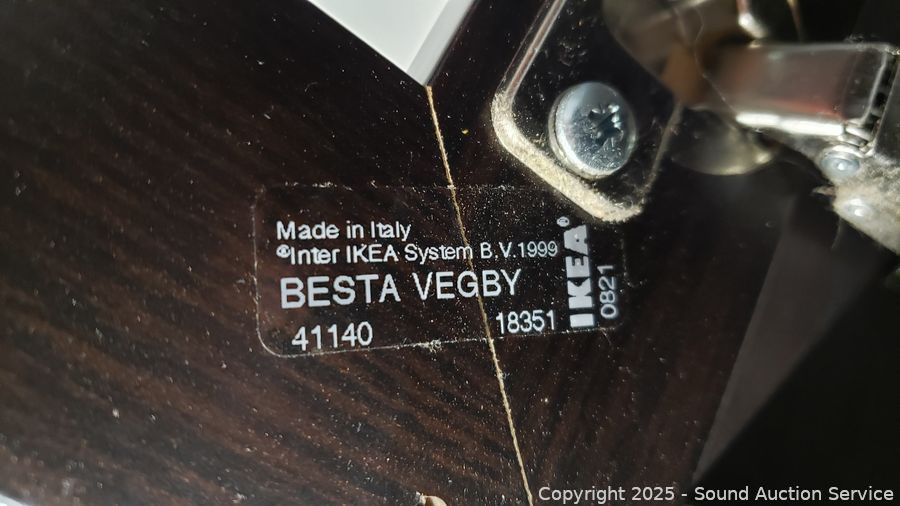 Made in Italy
®Inter IKEA System B.V.1999
BESTA VEGBY
41140
18351
IKEA®
0821
Copyright 2025 - Sound Auction Service